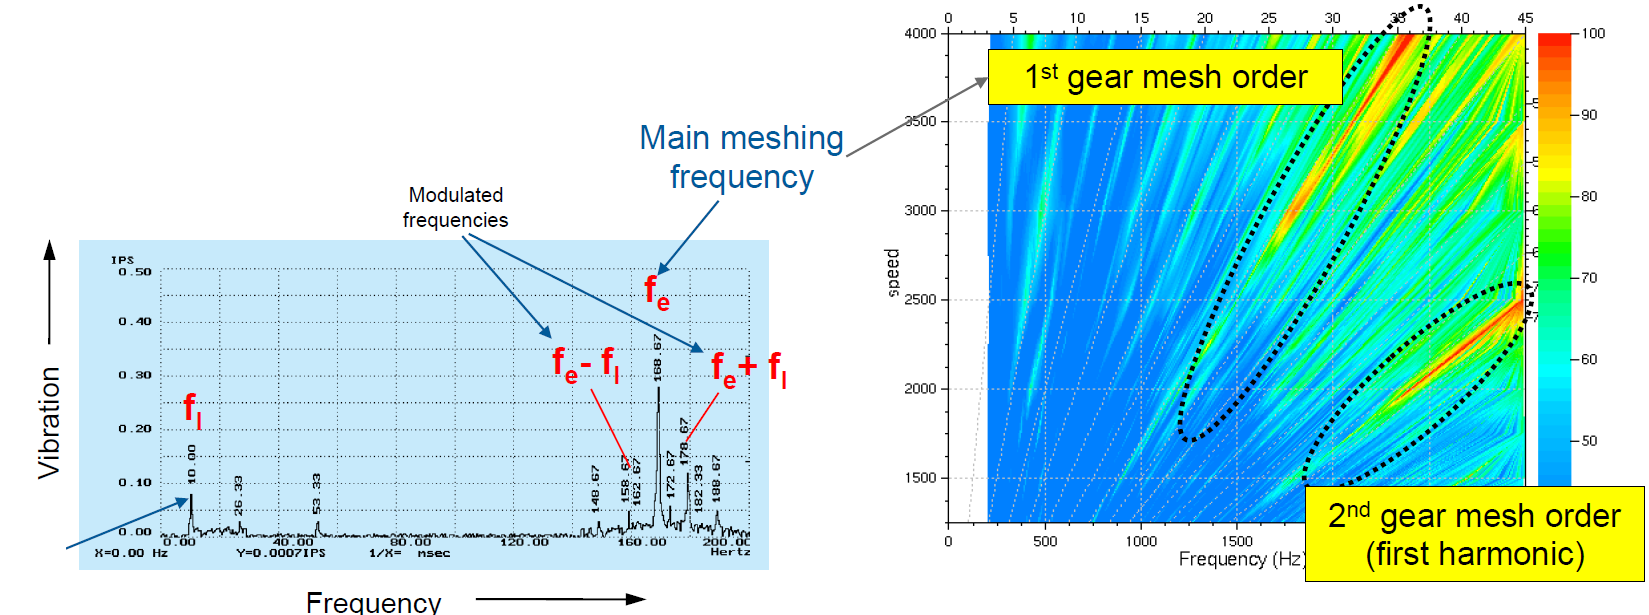 Main meshing
frequency
Modulated
frequencies
Vibration
IPS
0.50
0.40
0.30
0.20
0.10
0.00
f_e
f_e - f_l
f_e + f_l
f_l
10.00
26.33
53.33
148.67
158.67
162.67
168.67
172.67
178.67
182.33
188.67
0.00 40.00 80.00 120.00 160.00 200.00
X=0.00 Hz Y=0.0007IPS 1/X= msec Hertz
Frequency
0 5 10 15 20 25 30 35 40 45
1st gear mesh order
speed
4000
3500
3000
2500
2000
1500
0 500 1000 1500
Frequency (Hz)
100
90
80
70
60
50
2nd gear mesh order
(first harmonic)